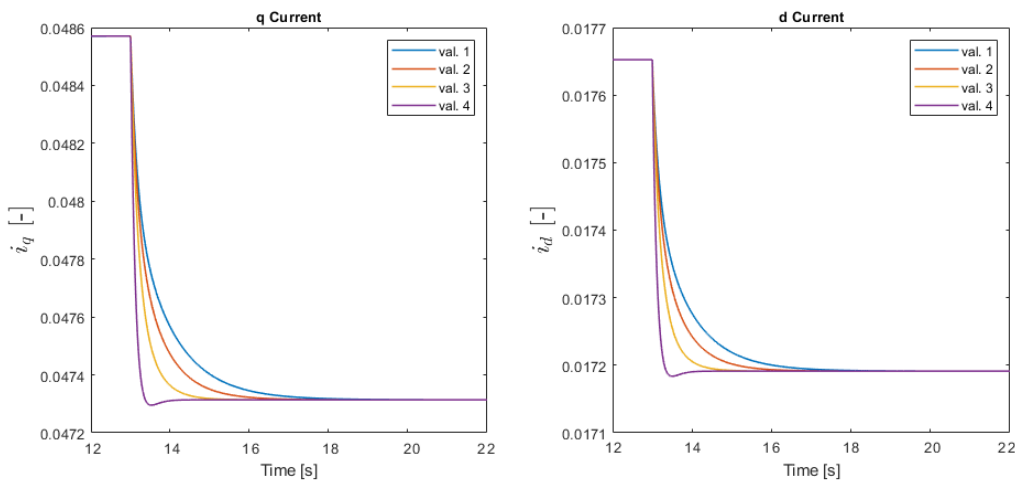 q Current
0.0486
0.0484
0.0482
0.048
0.0478
0.0476
0.0474
0.0472
i_q [-]
12 14 16 18 20 22
Time [s]
val. 1
val. 2
val. 3
val. 4
d Current
0.0177
0.0176
0.0175
0.0174
0.0173
0.0172
0.0171
i_d [-]
12 14 16 18 20 22
Time [s]
val. 1
val. 2
val. 3
val. 4